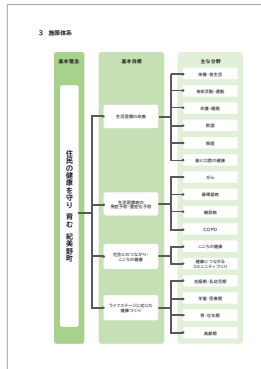 3 施策体系
基本理念
基本目標
主な分野
住民の健康を守り 育む 紀美野町
生活習慣の改善
栄養・食生活
身体活動・運動
休養・睡眠
飲酒
喫煙
歯と口腔の健康
生活習慣病の
発症予防・重症化予防
がん
循環器病
糖尿病
COPD
社会とのつながり・
こころの健康
こころの健康
健康につながる
コミュニティづくり
ライフステージに応じた
健康づくり
妊娠期・乳幼児期
学童・思春期
青・壮年期
高齢期